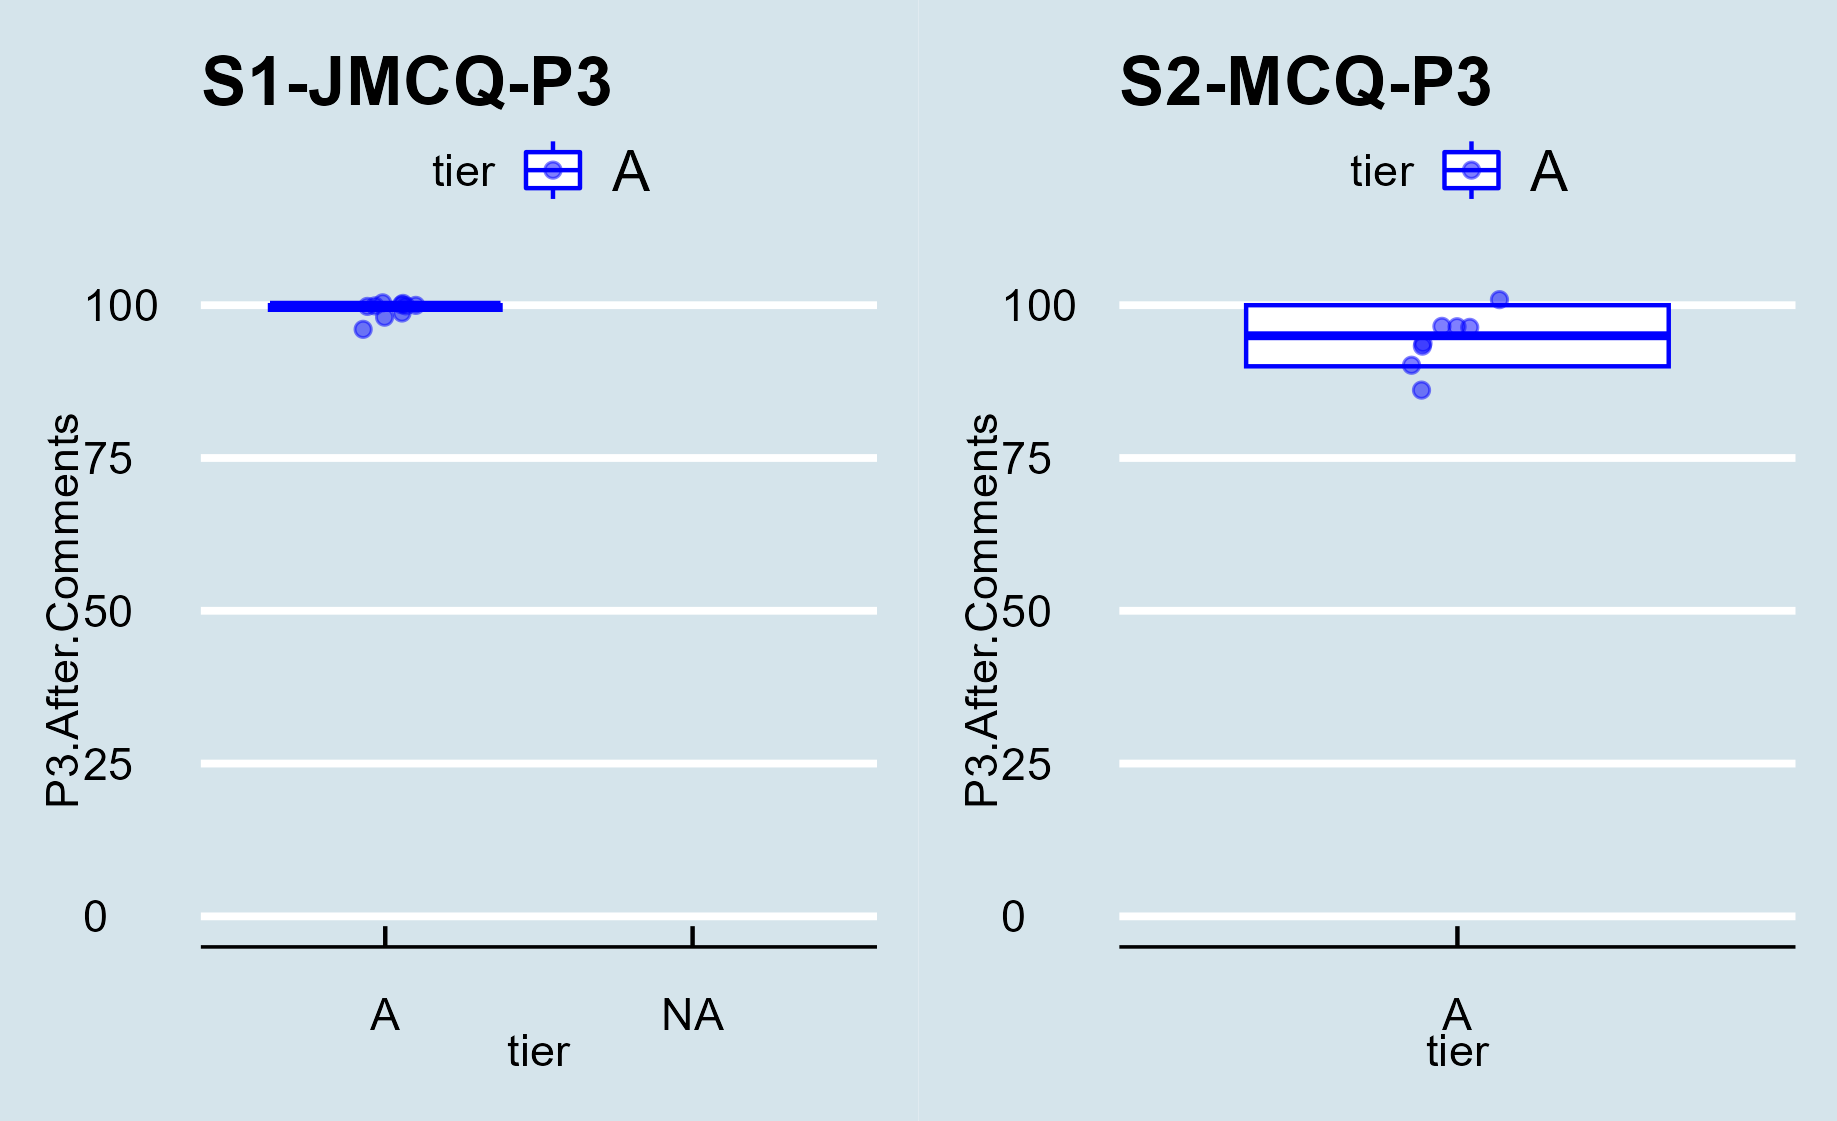 S1-JMCQ-P3
tier A
P3.After.Comments
100
75
50
25
0
A NA
tier
S2-MCQ-P3
tier A
P3.After.Comments
100
75
50
25
0
A
tier